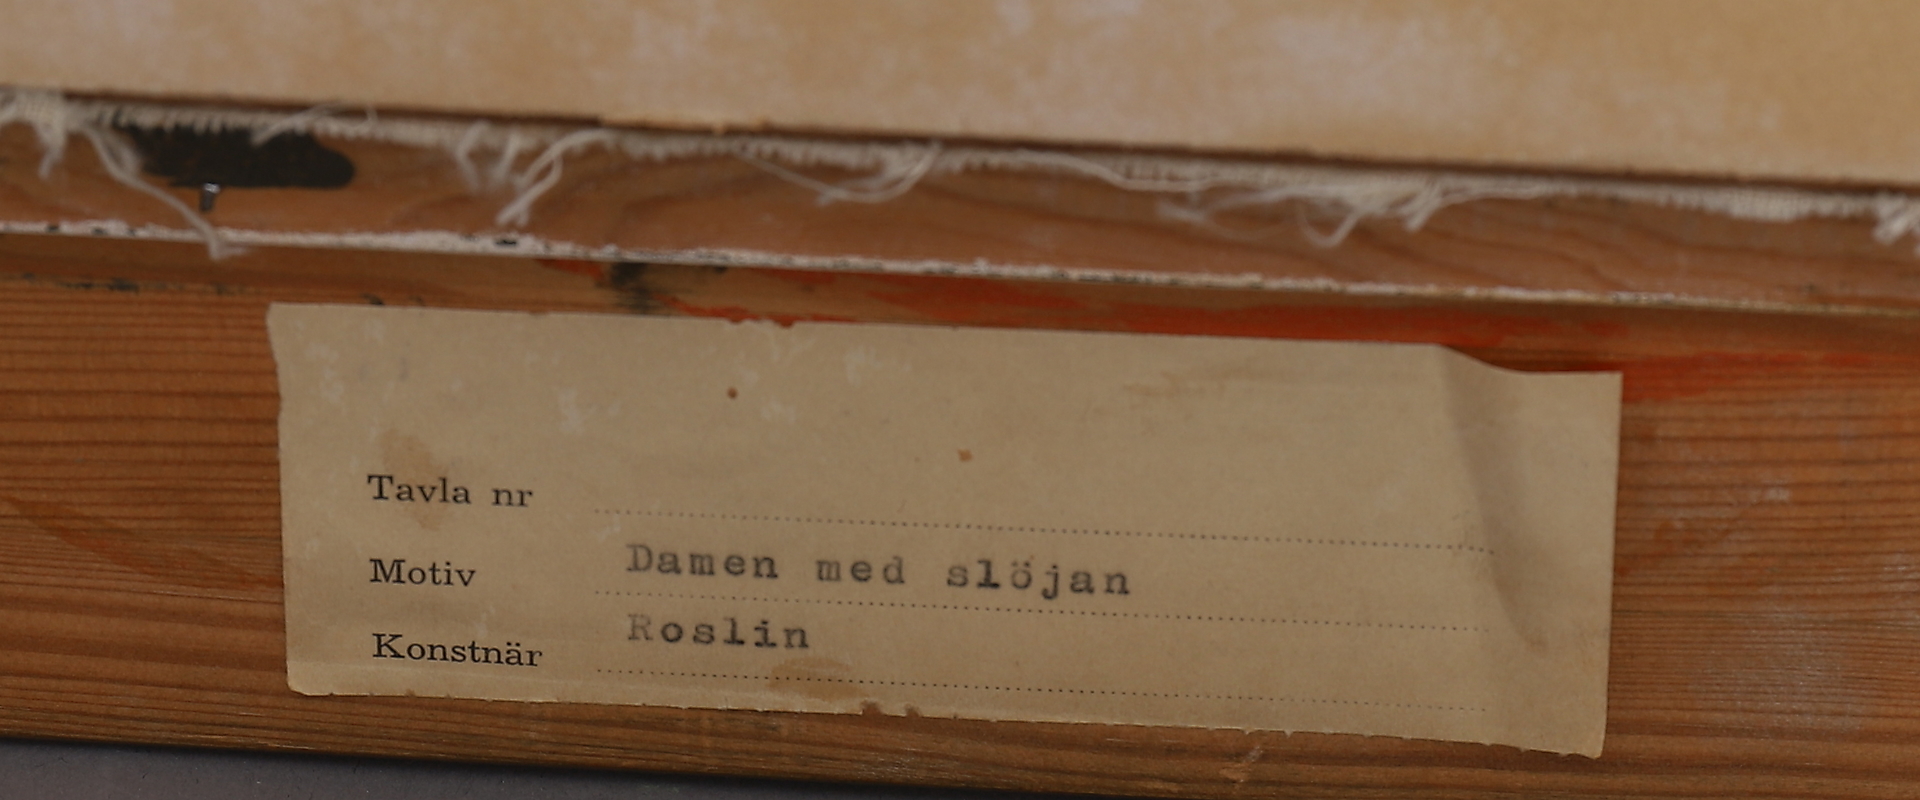 Tavla nr
Motiv Damen med slöjan
Konstnär Roslin